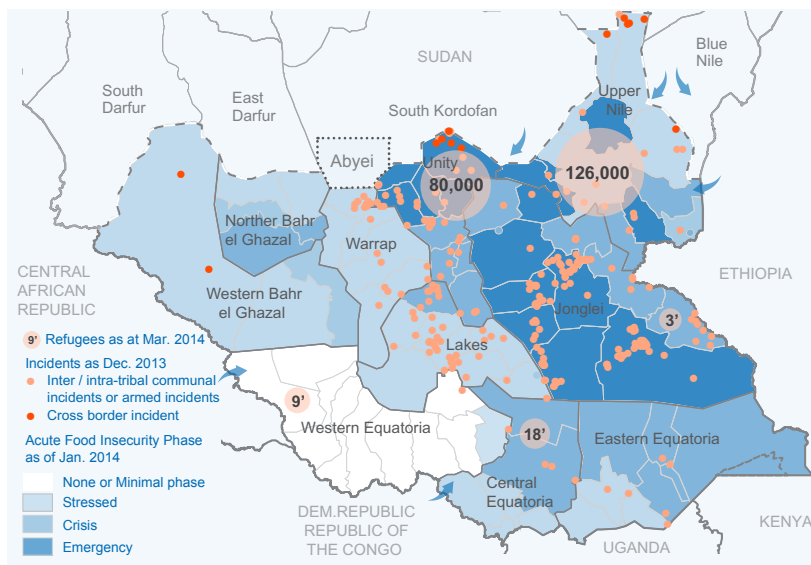 SUDAN
Blue
Nile
South
Darfur
East
Darfur
South Kordofan
Upper
Nile
Abyei
Unity
80,000
126,000
Norther Bahr
el Ghazal
Warrap
CENTRAL
AFRICAN
REPUBLIC
ETHIOPIA
Western Bahr
el Ghazal
Jonglei
3’
9’ Refugees as at Mar. 2014
Incidents as Dec. 2013
Inter / intra-tribal communal
incidents or armed incidents
Cross border incident
Lakes
9’
Western Equatoria
18’
Eastern Equatoria
Acute Food Insecurity Phase
as of Jan. 2014
None or Minimal phase
Stressed
Crisis
Emergency
Central
Equatoria
DEM.REPUBLIC
REPUBLIC OF
THE CONGO
UGANDA
KENYA